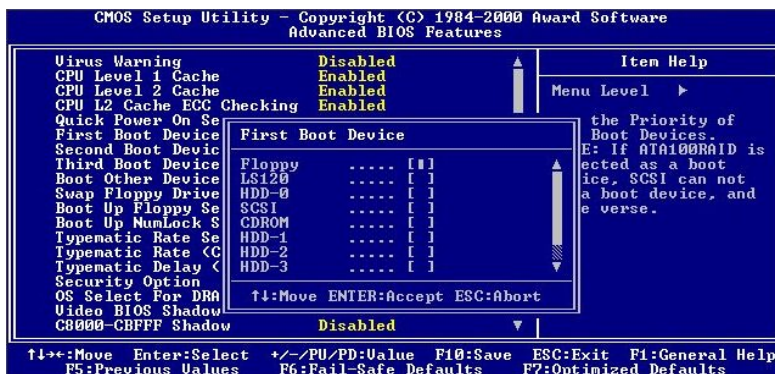 CMOS Setup Utility - Copyright (C) 1984-2000 Award Software
Advanced BIOS Features
Virus Warning Disabled
CPU Level 1 Cache Enabled
CPU Level 2 Cache Enabled
CPU L2 Cache ECC Checking Enabled
Quick Power On Se
First Boot Device
Second Boot Devic
Third Boot Device
Boot Other Device
Swap Floppy Drive
Boot Up Floppy Se
Boot Up NumLock S
Typematic Rate Se
Typematic Rate (C
Typematic Delay (
Security Option
OS Select For DRA
Video BIOS Shadow
C8000-CBFFF Shadow Disabled
First Boot Device
Floppy ..... [■]
LS120 ..... [ ]
HDD-0 ..... [ ]
SCSI ..... [ ]
CDROM ..... [ ]
HDD-1 ..... [ ]
HDD-2 ..... [ ]
HDD-3 ..... [ ]
↑↓:Move ENTER:Accept ESC:Abort
Item Help
Menu Level ▶
the Priority of
Boot Devices.
E: If ATA100RAID is
ected as a boot
ice, SCSI can not
a boot device, and
e verse.
↑↓→←:Move Enter:Select +/-/PU/PD:Value F10:Save ESC:Exit F1:General Help
F5:Previous Values F6:Fail-Safe Defaults F7:Optimized Defaults